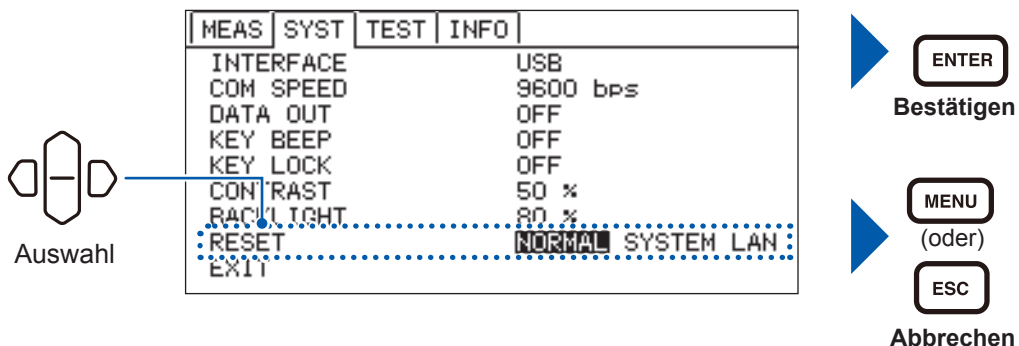 MEAS SYST TEST INFO
INTERFACE USB
COM SPEED 9600 bps
DATA OUT OFF
KEY BEEP OFF
KEY LOCK OFF
CONTRAST 50 %
BACKLIGHT 80 %
RESET NORMAL SYSTEM LAN
EXIT
Auswahl
ENTER
Bestätigen
MENU
(oder)
ESC
Abbrechen